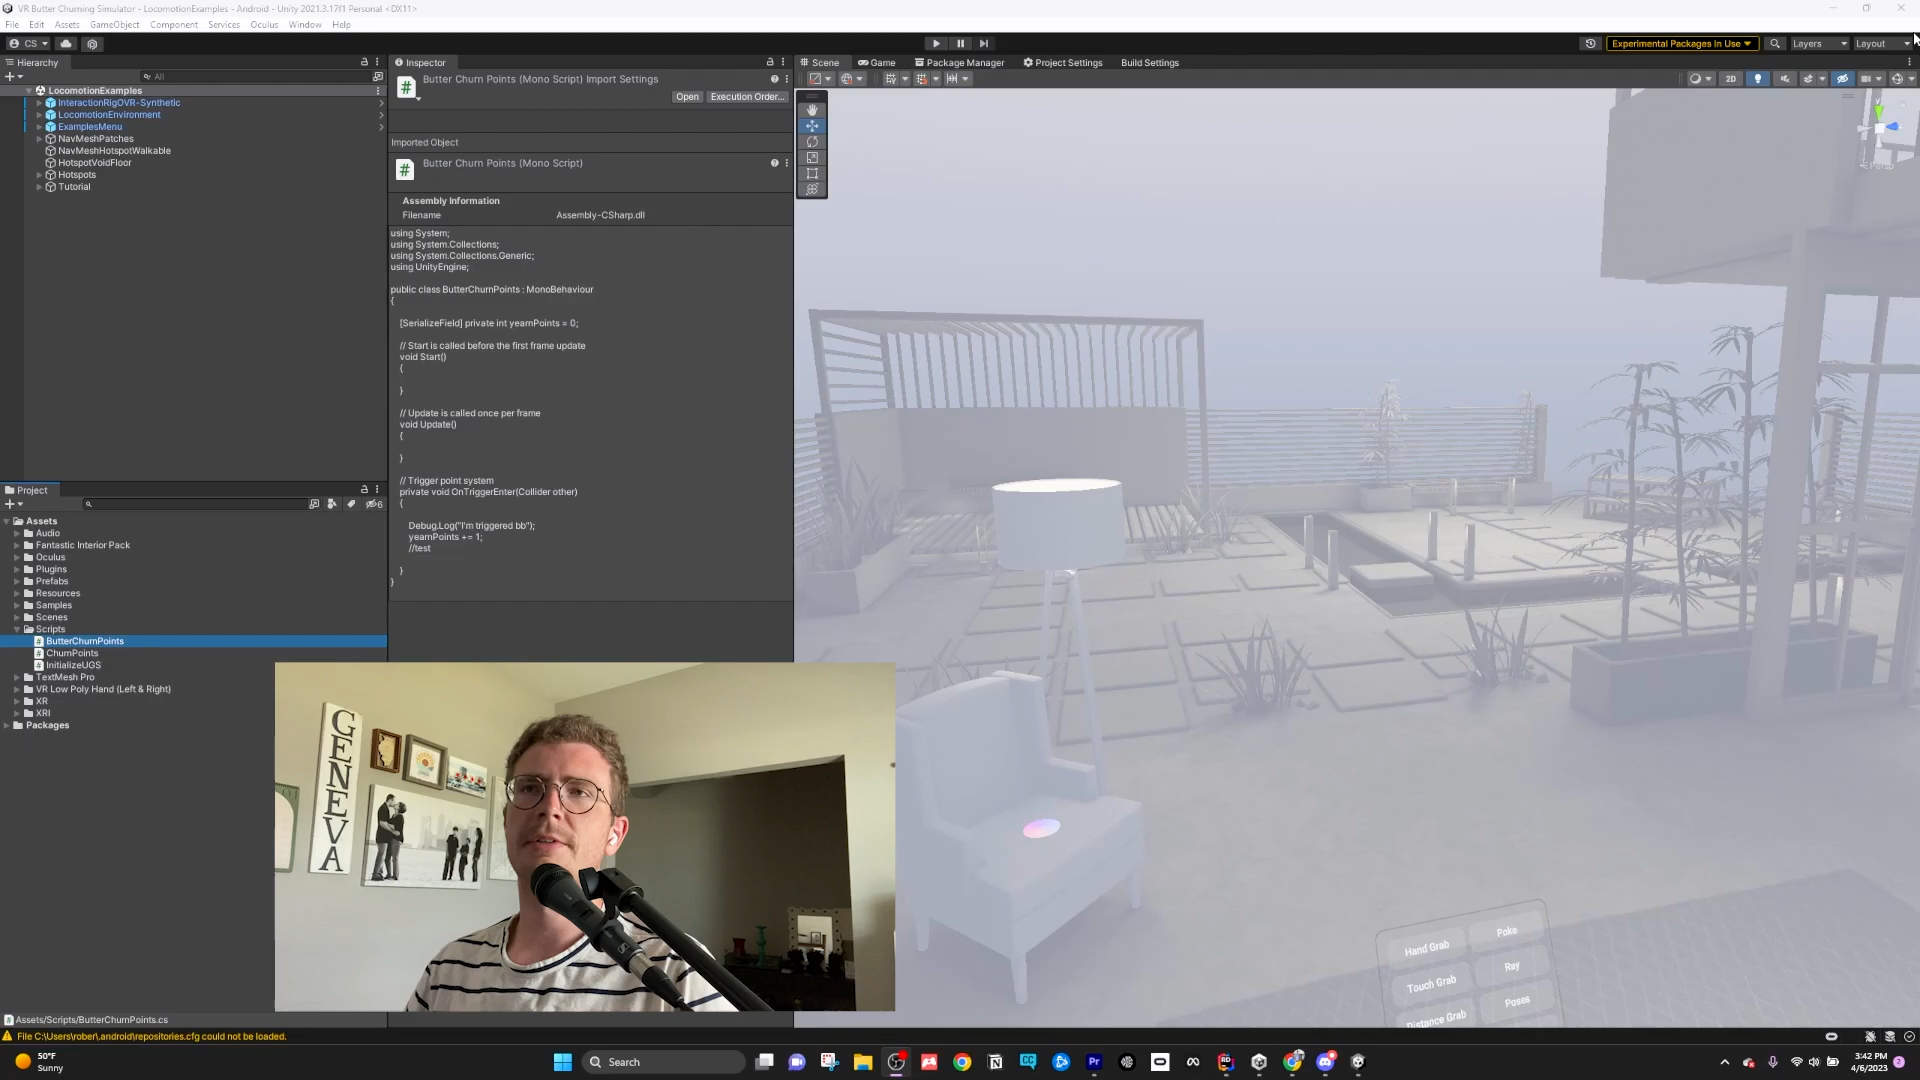 VR Butter Churning Simulator - LocomotionExamples - Android - Unity 2021.3.17f1 Personal <DX11>
File Edit Assets GameObject Component Services Oculus Window Help
CS Experimental Packages In Use Layers Layout
Hierarchy
All
LocomotionExamples
InteractionRigOVR-Synthetic
LocomotionEnvironment
ExamplesMenu
NavMeshPatches
NavMeshHotspotWalkable
HotspotVoidFloor
Hotspots
Tutorial
Project
6
Assets
Audio
Fantastic Interior Pack
Oculus
Plugins
Prefabs
Resources
Samples
Scenes
Scripts
ButterChurnPoints
ChurnPoints
InitializeUGS
TextMesh Pro
VR Low Poly Hand (Left & Right)
XR
XRI
Packages
Assets/Scripts/ButterChurnPoints.cs
Inspector
Butter Churn Points (Mono Script) Import Settings
Open Execution Order...
Imported Object
Butter Churn Points (Mono Script)
Assembly Information
Filename Assembly-CSharp.dll
using System;
using System.Collections;
using System.Collections.Generic;
using UnityEngine;
public class ButterChurnPoints : MonoBehaviour
{
[SerializeField] private int yearnPoints = 0;
// Start is called before the first frame update
void Start()
{
}
// Update is called once per frame
void Update()
{
}
// Trigger point system
private void OnTriggerEnter(Collider other)
{
Debug.Log("I'm triggered bb");
yearnPoints += 1;
//test
}
}
Scene Game Package Manager Project Settings Build Settings
2D
Persp
Hand Grab Poke
Touch Grab Ray
Distance Grab Poses
GENEVA
File C:\Users\rober\.android\repositories.cfg could not be loaded.
50°F
Sunny
Search
3:42 PM
4/6/2023
2